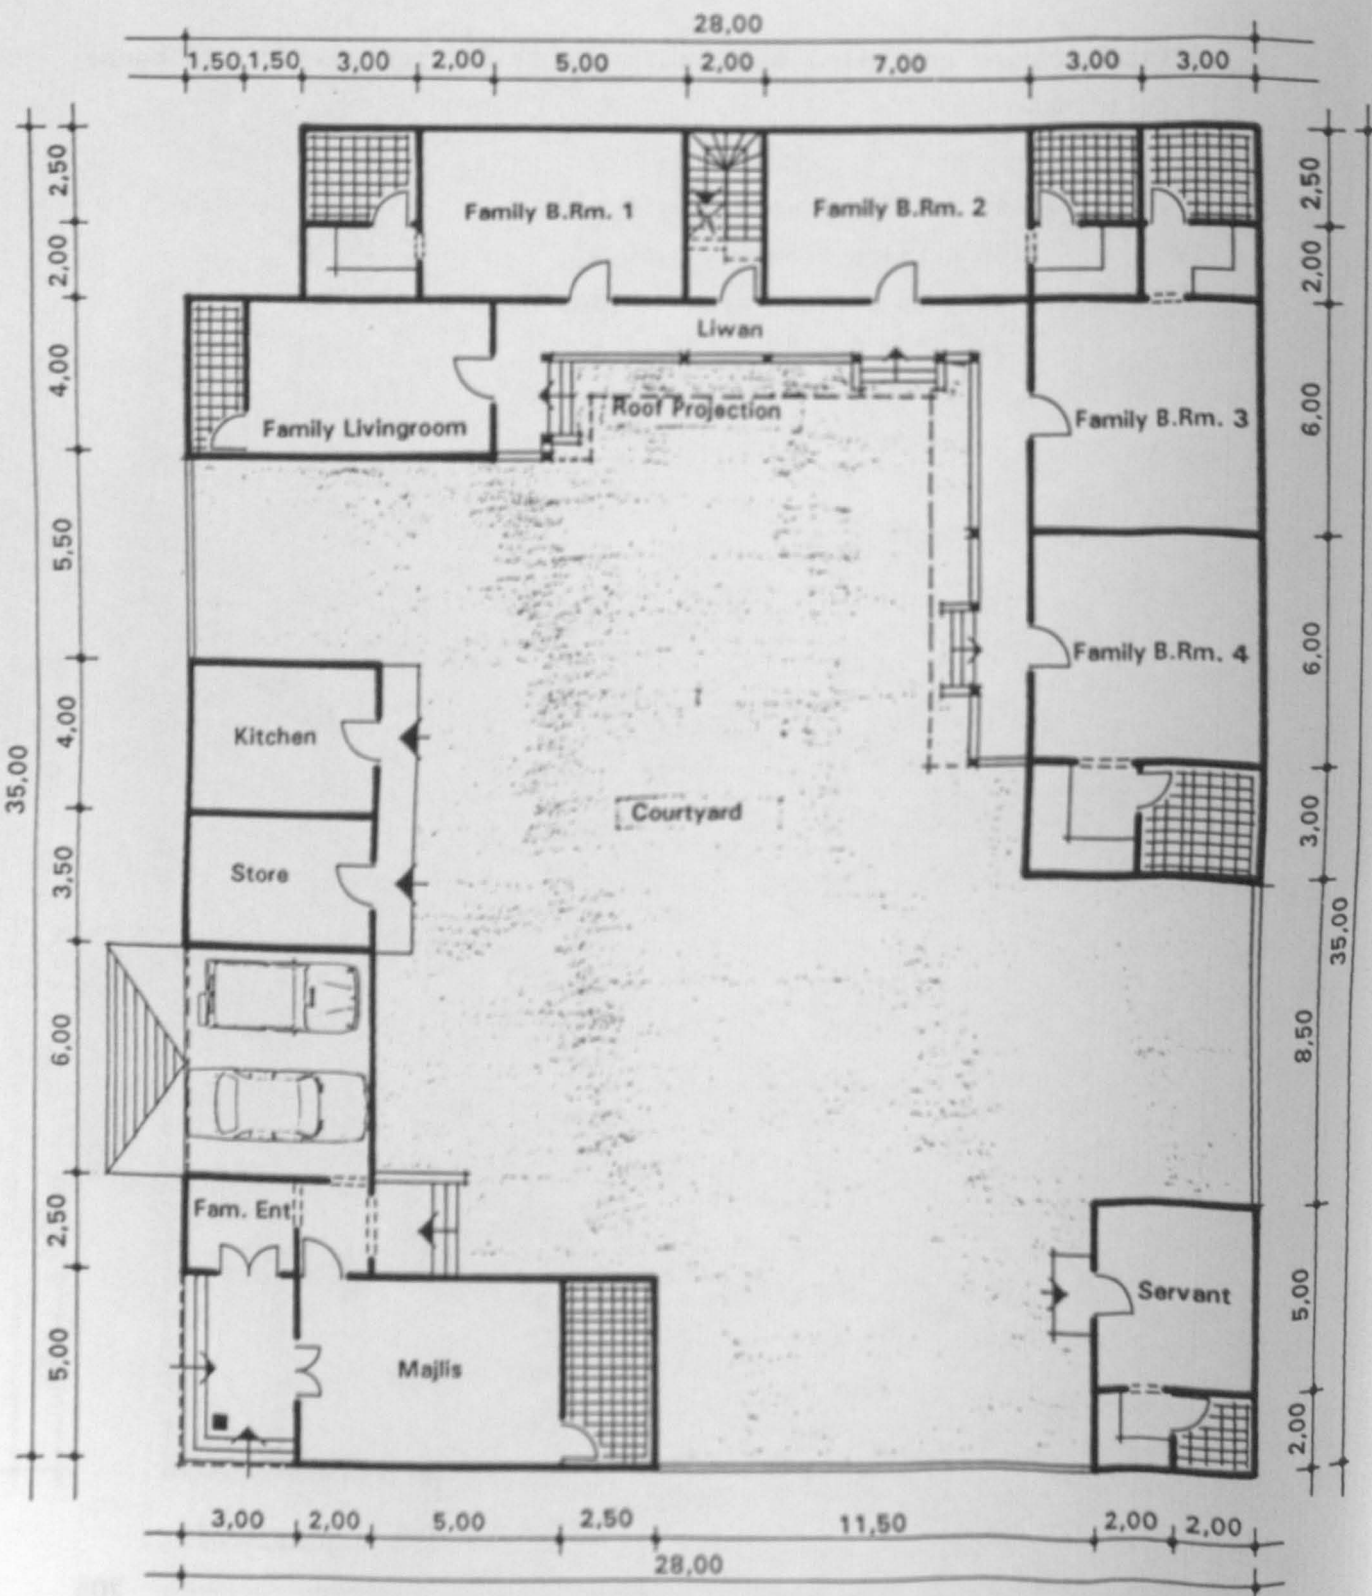 28,00
1,50 1,50 3,00 2,00 5,00 2,00 7,00 3,00 3,00
2,50
2,00
4,00
5,50
4,00
3,50
6,00
2,50
5,00
35,00
Family B.Rm. 1
Family B.Rm. 2
Liwan
Roof Projection
Family Livingroom
Family B.Rm. 3
Family B.Rm. 4
Kitchen
Courtyard
Store
Fam. Ent
Majlis
Servant
2,50
2,00
6,00
6,00
3,00
8,50
5,00
2,00
35,00
3,00 2,00 5,00 2,50 11,50 2,00 2,00
28,00